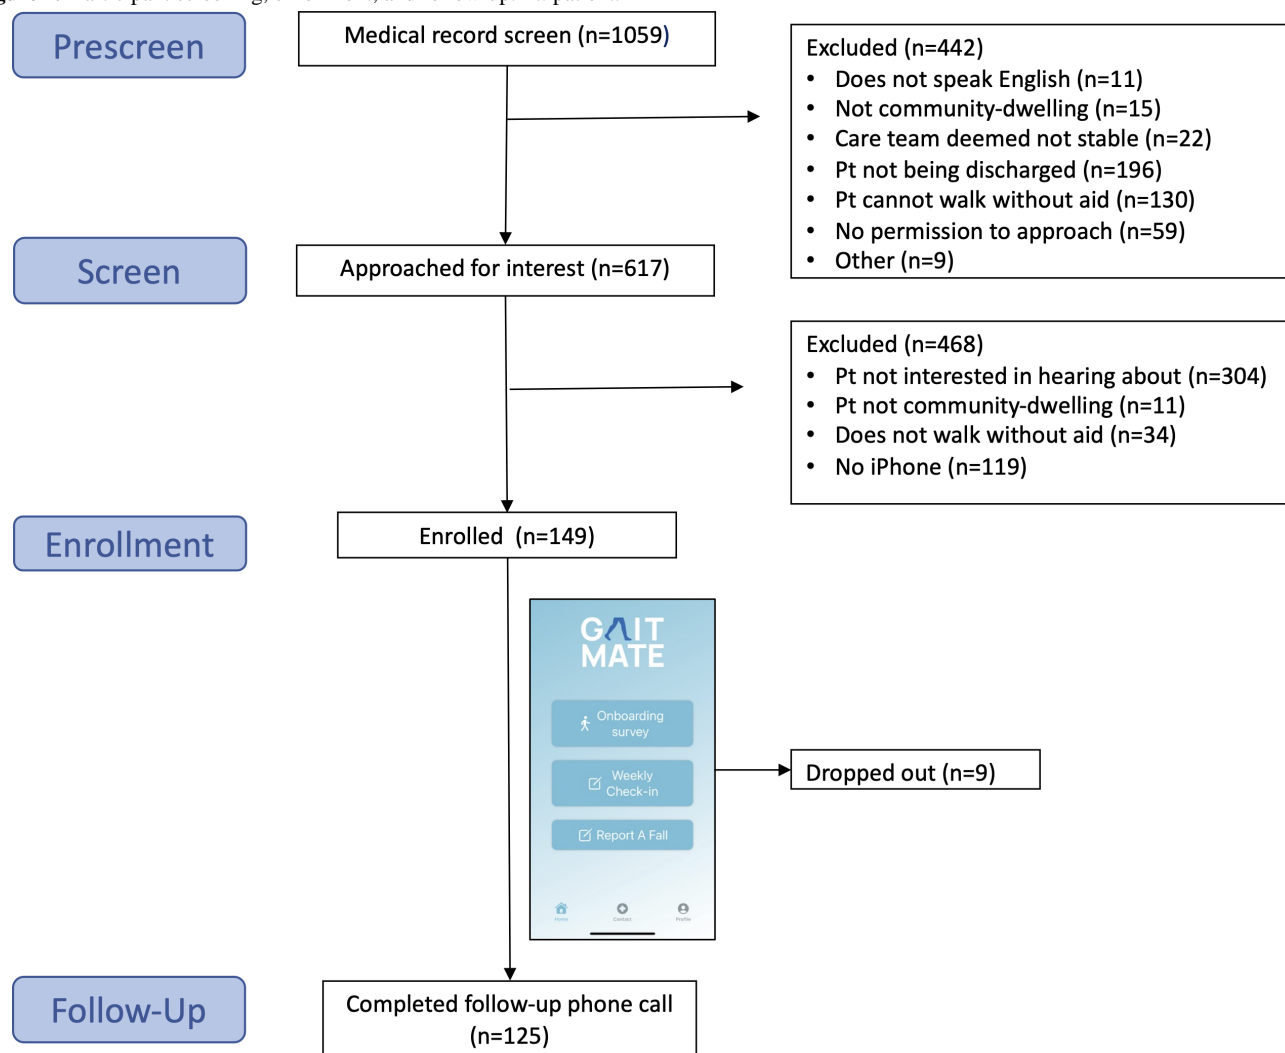 Prescreen
Medical record screen (n=1059)
Excluded (n=442)
• Does not speak English (n=11)
• Not community-dwelling (n=15)
• Care team deemed not stable (n=22)
• Pt not being discharged (n=196)
• Pt cannot walk without aid (n=130)
• No permission to approach (n=59)
• Other (n=9)
Screen
Approached for interest (n=617)
Excluded (n=468)
• Pt not interested in hearing about (n=304)
• Pt not community-dwelling (n=11)
• Does not walk without aid (n=34)
• No iPhone (n=119)
Enrollment
Enrolled (n=149)
GAIT
MATE
Onboarding
survey
Weekly
Check-in
Report A Fall
Home
Contact
Profile
Dropped out (n=9)
Follow-Up
Completed follow-up phone call
(n=125)